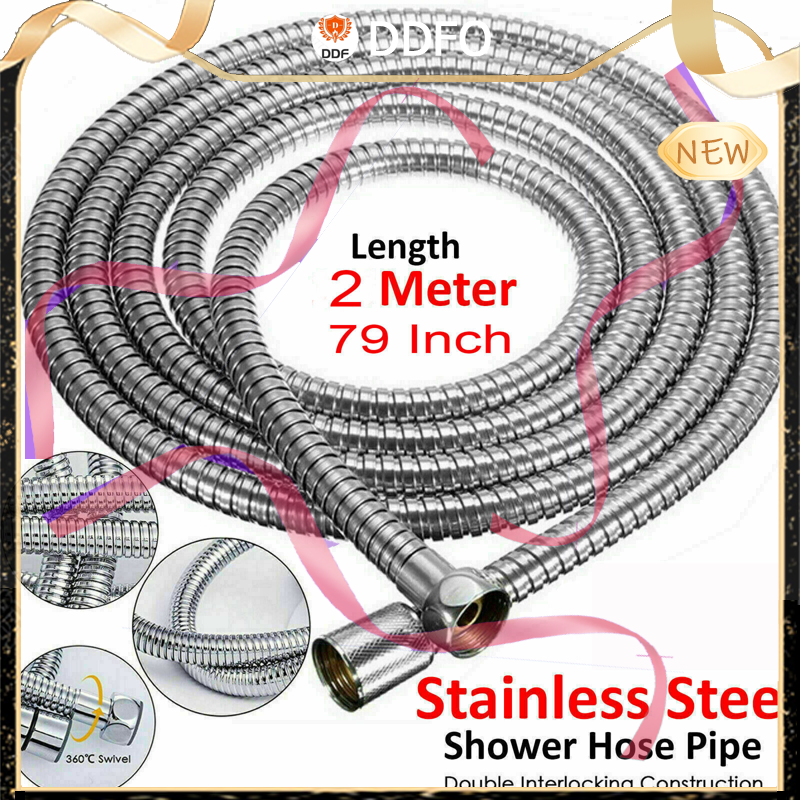 DDF
DDFO
NEW
Length
2 Meter
79 Inch
360℃ Swivel
Stainless Stee
Shower Hose Pipe
Double Interlocking Construction